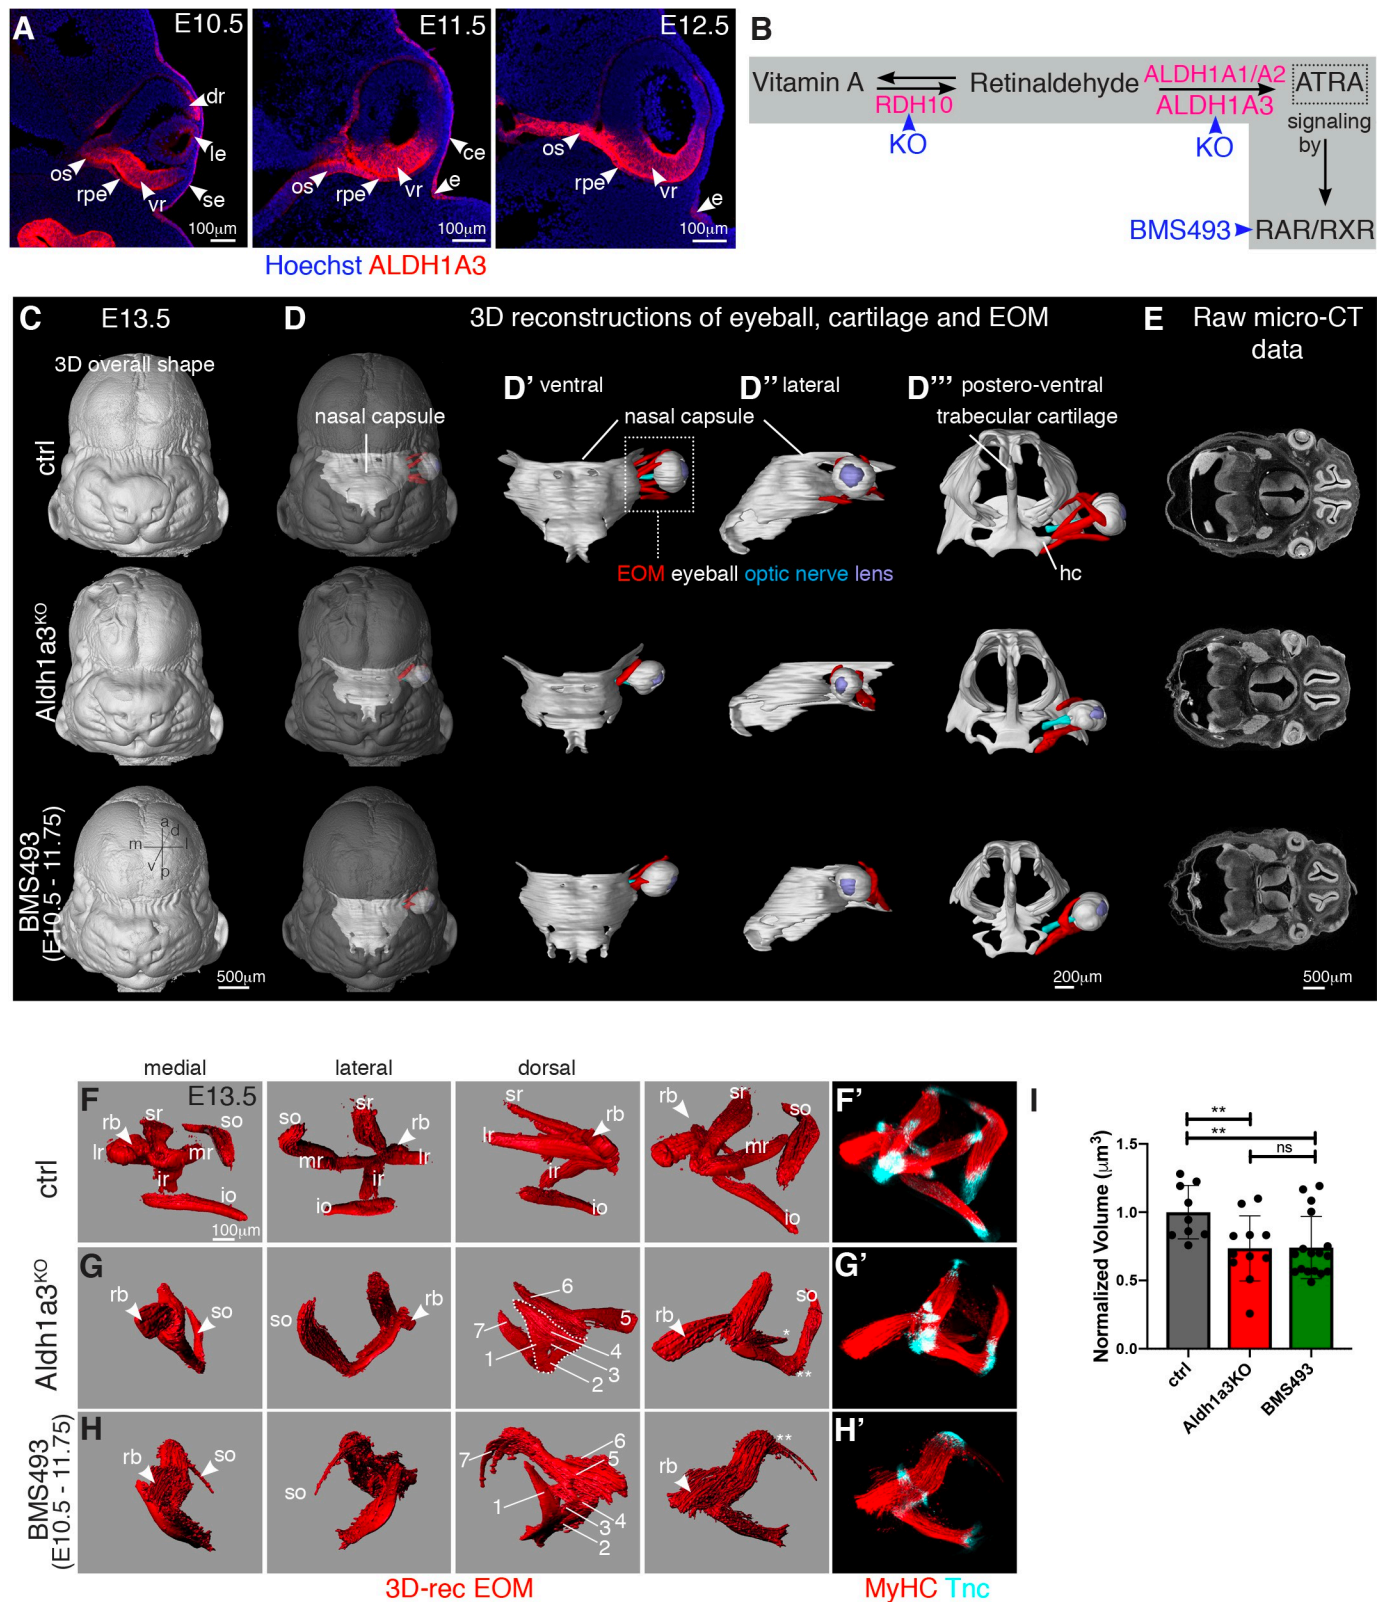 A
E10.5
dr
le
os
rpe
vr
se
100μm
E11.5
os
rpe
vr
ce
e
100μm
E12.5
os
rpe
vr
e
100μm
Hoechst ALDH1A3
B
Vitamin A
RDH10
KO
Retinaldehyde
ALDH1A1/A2
ALDH1A3
KO
ATRA
signaling
by
BMS493
RAR/RXR
C
E13.5
3D overall shape
D
3D reconstructions of eyeball, cartilage and EOM
E
Raw micro-CT
data
nasal capsule
D'
ventral
D''
lateral
D'''
postero-ventral
nasal capsule
trabecular cartilage
hc
EOM eyeball optic nerve lens
ctrl
Aldh1a3KO
BMS493
(E10.5 - 11.75)
a
d
m
l
v
p
500μm
200μm
500μm
medial
lateral
dorsal
ctrl
F
E13.5
rb
sr
so
lr
mr
ir
io
100μm
so
sr
rb
mr
lr
ir
io
sr
rb
lr
ir
io
rb
sr
so
mr
io
F'
Aldh1a3KO
G
rb
so
so
rb
6
7
5
1
4
3
2
rb
so
*
**
G'
BMS493
(E10.5 - 11.75)
H
rb
so
so
7
6
5
1
4
3
2
rb
**
H'
3D-rec EOM
MyHC Tnc
I
**
**
ns
Normalized Volume (μm3)
1.5
1.0
0.5
0.0
ctrl
Aldh1a3KO
BMS493